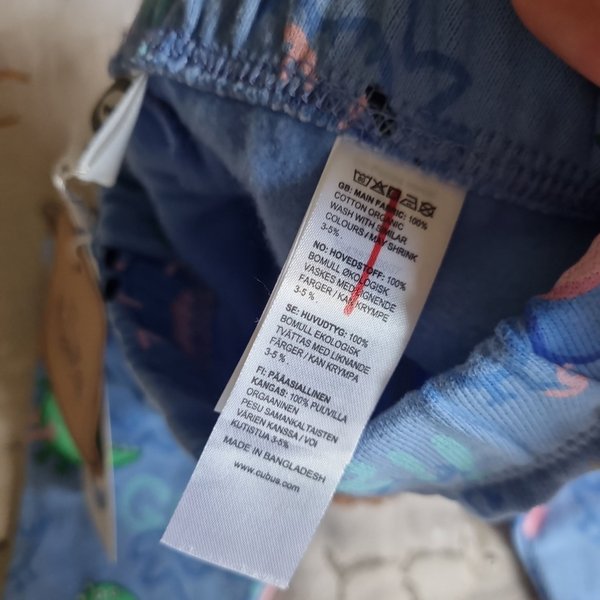 GB: MAIN FABRIC: 100%
COTTON ORGANIC
WASH WITH SIMILAR
COLOURS / MAY SHRINK
3-5%
NO: HOVEDSTOFF: 100%
BOMULL ØKOLOGISK
VASKES MED LIGNENDE
FARGER / KAN KRYMPE
3-5 %
SE: HUVUDTYG: 100%
BOMULL EKOLOGISK
TVÄTTAS MED LIKNANDE
FÄRGER / KAN KRYMPA
3-5 %
FI: PÄÄASIALLINEN
KANGAS: 100% PUUVILLA
ORGAANINEN
PESU SAMANKALTAISTEN
VÄRIEN KANSSA / VOI
KUTISTUA 3-5%
MADE IN BANGLADESH
www.cubus.com